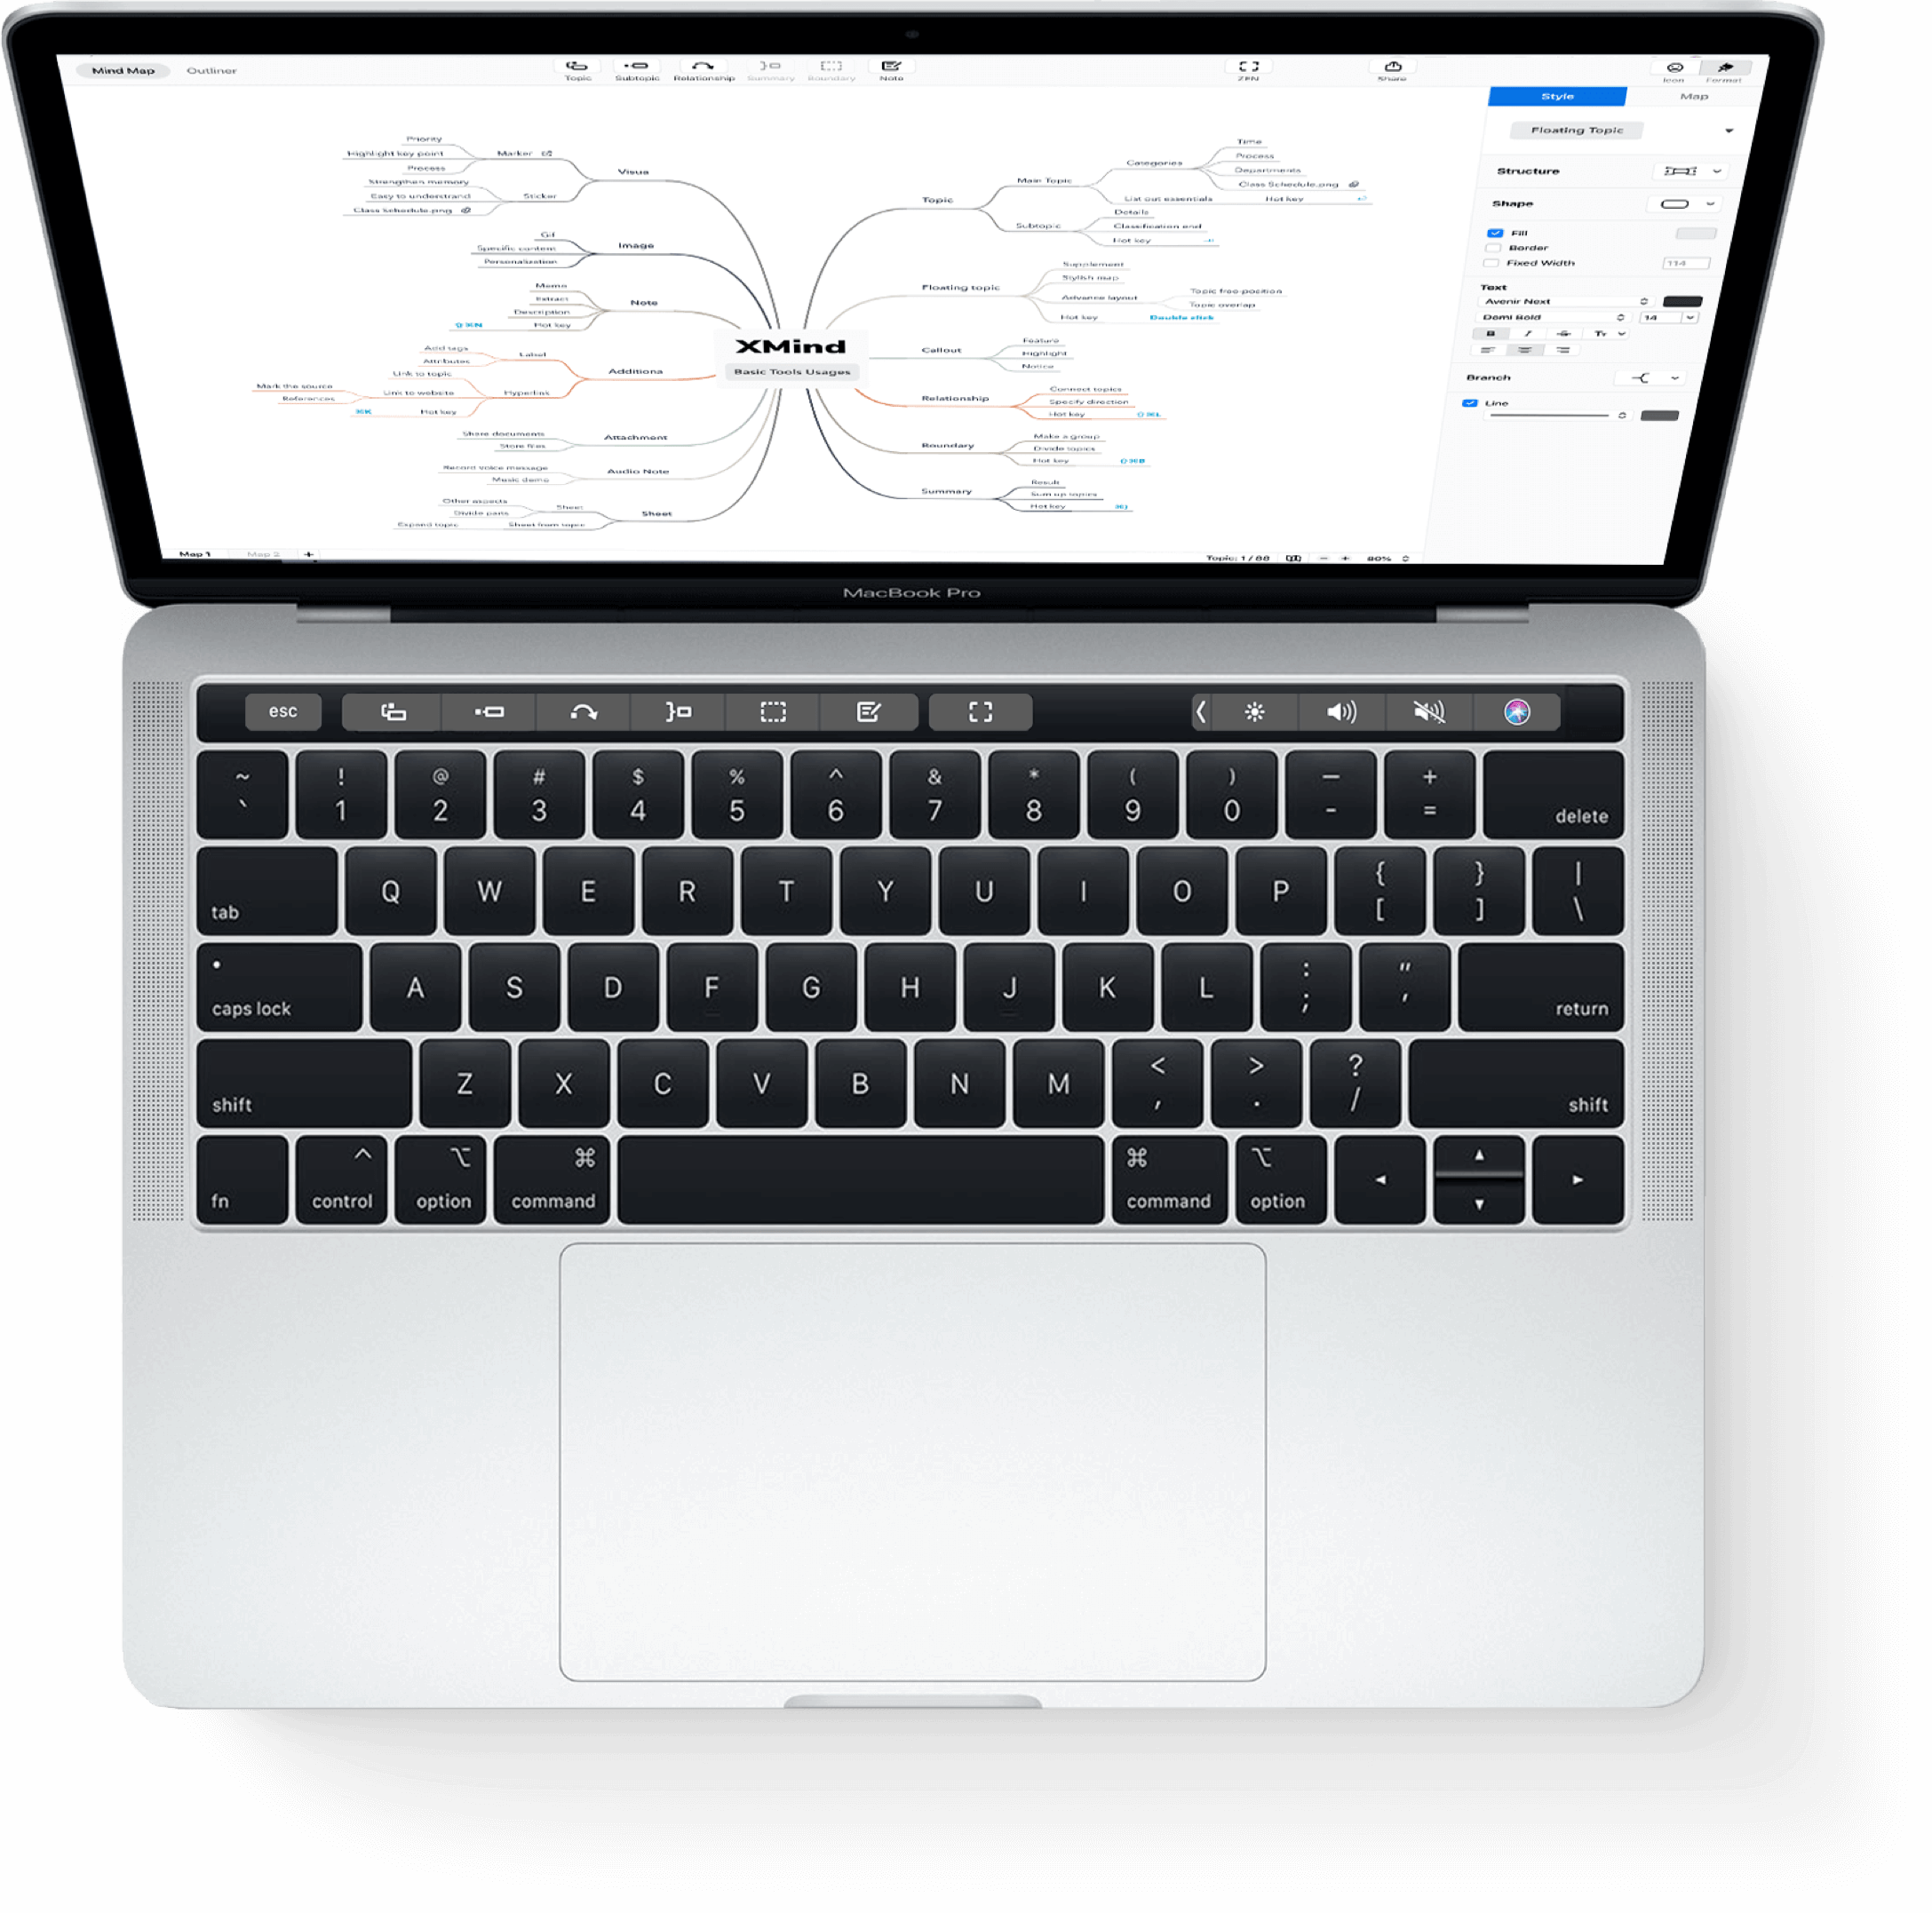 Mind Map
Outliner
Topic
Subtopic
Relationship
Summary
Boundary
Note
ZEN
Share
Icon
Format
Style
Map
Floating Topic
Structure
Shape
Fill
Border
Fixed Width
114
Text
Avenir Next
Demi Bold
14
B I S Tr
Branch
Line
XMind
Basic Tools Usages
Visua
Marker
Priority
Highlight key point
Process
Sticker
Strengthen memory
Easy to understand
Class Schedule.png
Image
Gif
Specific content
Personalization
Note
Memo
Extract
Description
Hot key
⇧⌘N
Additiona
Label
Add tags
Attributes
Hyperlink
Link to topic
Link to website
Mark the source
References
Hot key
⌘K
Attachment
Share documents
Store files
Audio Note
Record voice message
Music demo
Sheet
Sheet
Other aspects
Divide parts
Sheet from topic
Expand topic
Topic
Main Topic
Categories
Time
Process
Departments
Class Schedule.png
List out essentials
Hot key
Subtopic
Details
Classification end
Hot key
Floating topic
Supplement
Stylish map
Advance layout
Topic free-position
Topic overlap
Hot key
Double click
Callout
Feature
Highlight
Notice
Relationship
Connect topics
Specify direction
Hot key
⇧⌘L
Boundary
Make a group
Divide topics
Hot key
⇧⌘B
Summary
Result
Sum up topics
Hot key
⌘]
Map 1
Map 2
+
Topic: 1 / 88
− + 80%
MacBook Pro
esc
~ ! @ # $ % ^ & * ( ) — +
` 1 2 3 4 5 6 7 8 9 0 - =
delete
tab
Q W E R T Y U I O P { } |
[ ] \
caps lock
A S D F G H J K L : "
; '
return
shift
Z X C V B N M < > ?
, . /
shift
fn
^
control
⌥
option
⌘
command
⌘
command
⌥
option